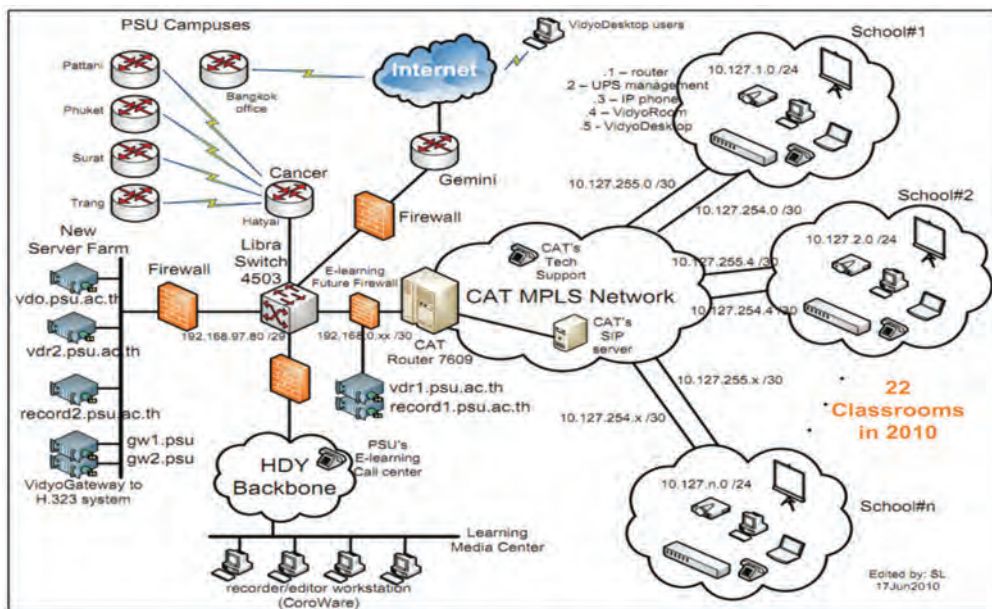 PSU Campuses
Pattani
Phuket
Surat
Trang
Bangkok
office
Internet
VidyoDesktop users
Gemini
Cancer
Hatyai
Firewall
Libra
Switch
4503
New
Server Farm
Firewall
vdo.psu.ac.th
vdr2.psu.ac.th
record2.psu.ac.th
gw1.psu
gw2.psu
VidyoGateway to
H.323 system
192.168.97.80 /29
E-learning
Future Firewall
192.168.0.xx /30
CAT
Router 7609
vdr1.psu.ac.th
record1.psu.ac.th
PSU's
E-learning
Call center
HDY
Backbone
Learning
Media Center
recorder/editor workstation
(CoroWare)
CAT's
Tech
Support
CAT MPLS Network
CAT's
SIP
server
School#1
10.127.1.0 /24
.1 – router
.2 – UPS management
.3 – IP phone
.4 – VidyoRoom
.5 - VidyoDesktop
10.127.255.0 /30
10.127.254.0 /30
School#2
10.127.2.0 /24
10.127.255.4 /30
10.127.254.4 /30
10.127.255.x /30
10.127.254.x /30
22
Classrooms
in 2010
10.127.n.0 /24
School#n
Edited by: SL
17Jun2010